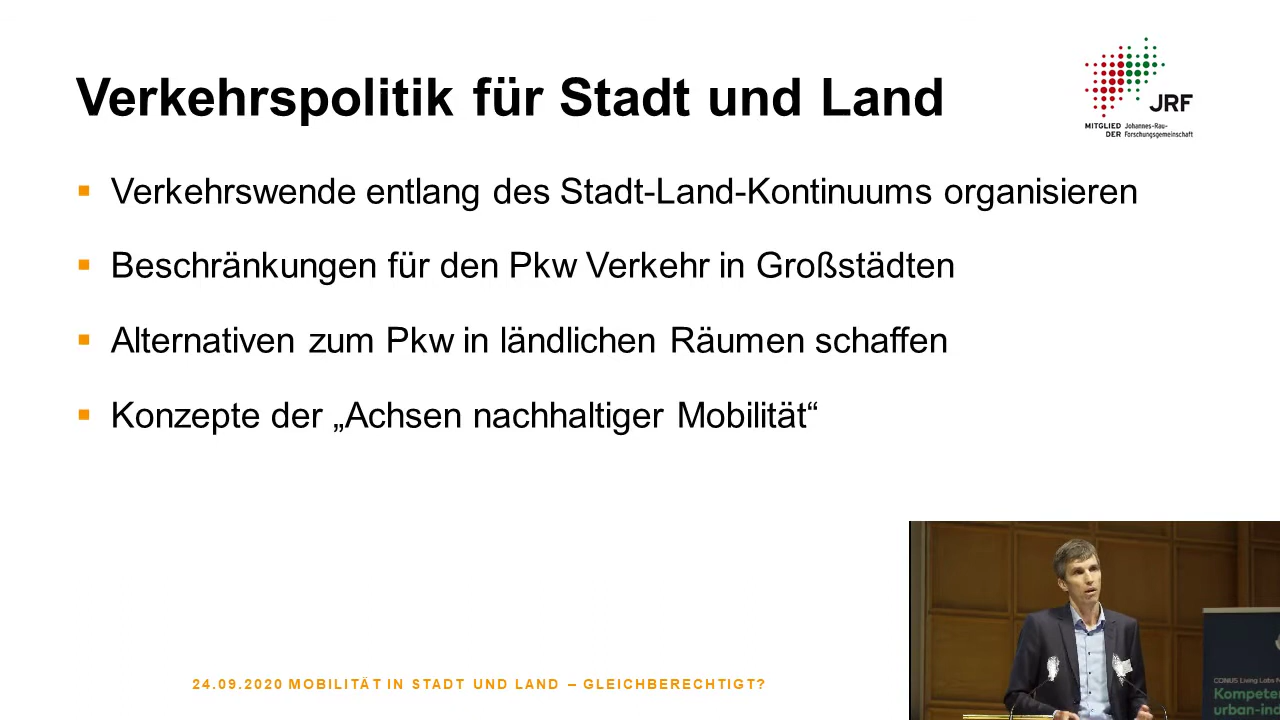 Verkehrspolitik für Stadt und Land
JRF
MITGLIED Johannes-Rau-
DER Forschungsgemeinschaft
Verkehrswende entlang des Stadt-Land-Kontinuums organisieren
Beschränkungen für den Pkw Verkehr in Großstädten
Alternativen zum Pkw in ländlichen Räumen schaffen
Konzepte der „Achsen nachhaltiger Mobilität“
24.09.2020 MOBILITÄT IN STADT UND LAND – GLEICHBERECHTIGT?
Living Labs